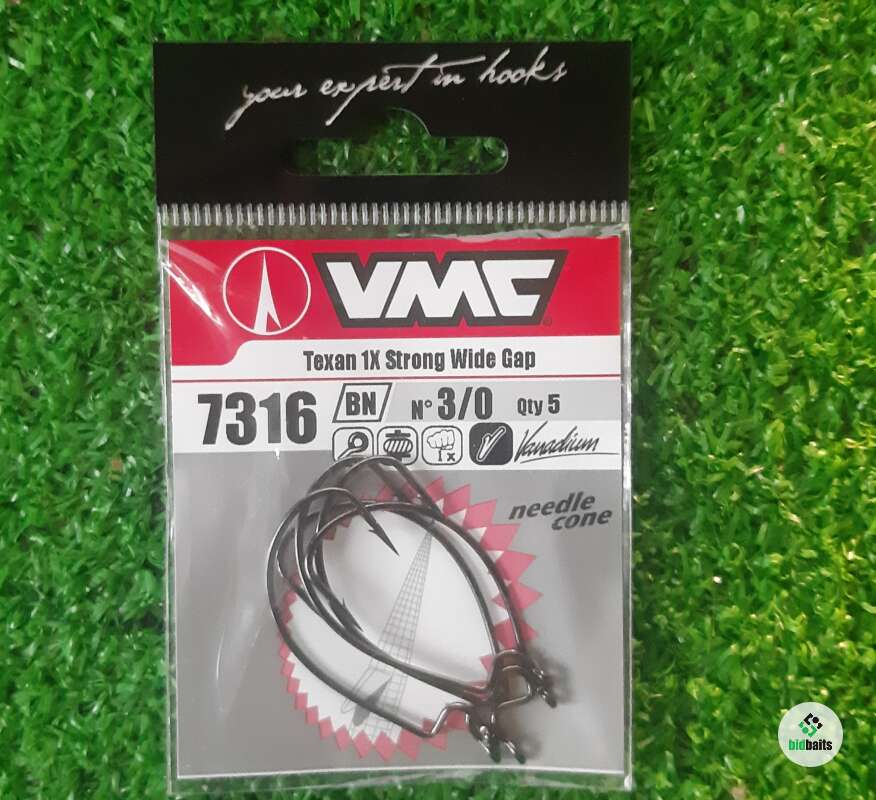 your expert in hooks
VMC®
Texan 1X Strong Wide Gap
7316 BN N° 3/0 Qty 5
1x Vanadium
needle
cone
bidbaits